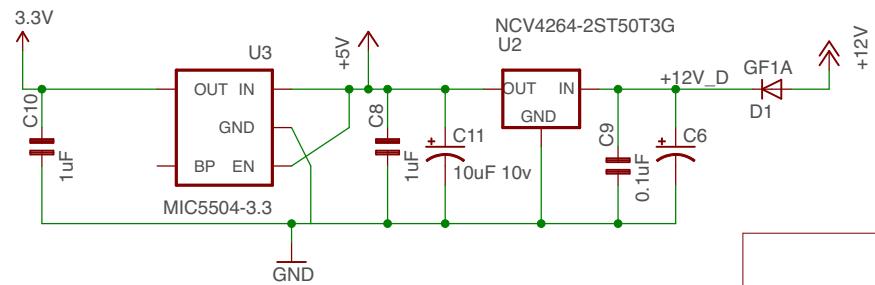 3.3V
U3
+5V
NCV4264-2ST50T3G
U2
+12V
C10
OUT IN
GND
BP EN
1uF
MIC5504-3.3
C8
1uF
C11
10uF 10v
OUT IN
GND
C9
0.1uF
+12V_D
C6
GF1A
D1
GND